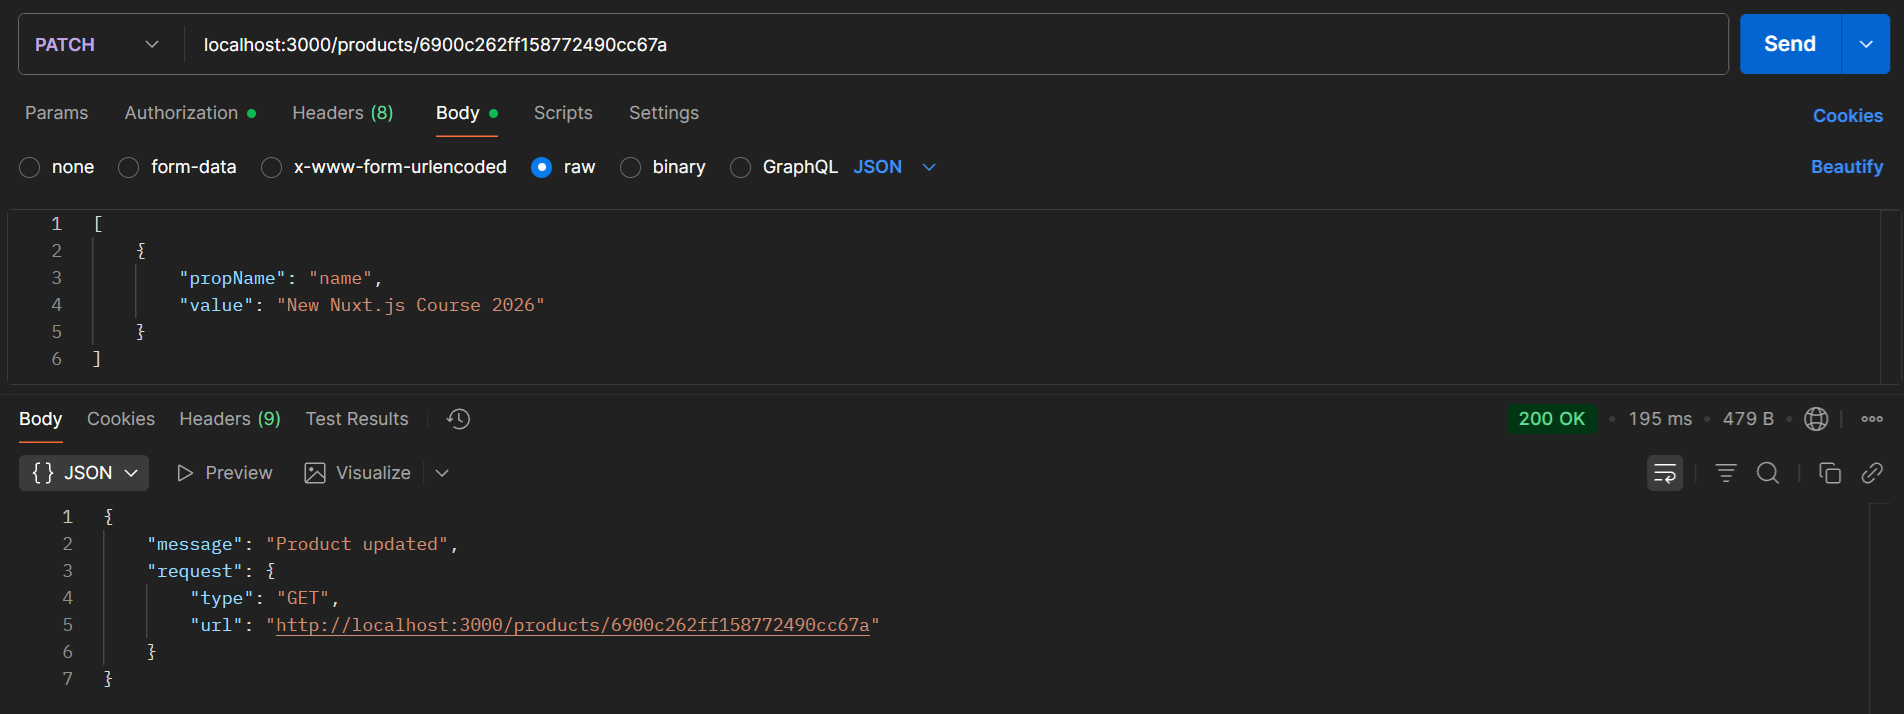 PATCH localhost:3000/products/6900c262ff158772490cc67a Send
Params Authorization Headers (8) Body Scripts Settings Cookies
none form-data x-www-form-urlencoded raw binary GraphQL JSON Beautify
1 [
2 {
3 "propName": "name",
4 "value": "New Nuxt.js Course 2026"
5 }
6 ]
Body Cookies Headers (9) Test Results 200 OK 195 ms 479 B
{} JSON Preview Visualize
1 {
2 "message": "Product updated",
3 "request": {
4 "type": "GET",
5 "url": "http://localhost:3000/products/6900c262ff158772490cc67a"
6 }
7 }